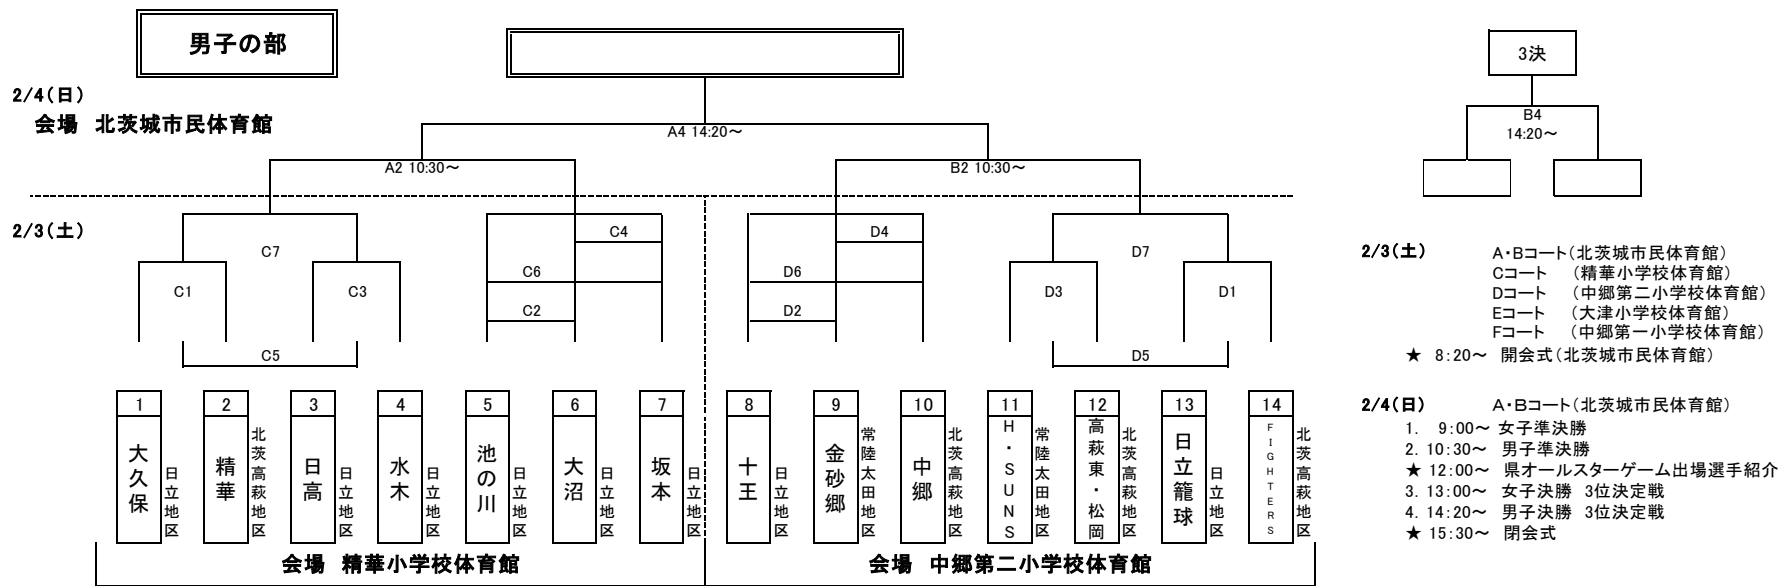 男子の部
2/4(日)
会場 北茨城市民体育館
A4 14:20～
A2 10:30～
B2 10:30～
3決
B4
14:20～
2/3(土)
C4
D4
C7
D7
C6
D6
C1
C3
D3
D1
C2
D2
C5
D5
1
大久保
日立地区
2
精華
北茨高萩地区
3
日高
日立地区
4
水木
日立地区
5
池の川
日立地区
6
大沼
日立地区
7
坂本
日立地区
8
十王
日立地区
9
金砂郷
常陸太田地区
10
中郷
北茨高萩地区
11
H・SUNS
常陸太田地区
12
高萩東・松岡
北茨高萩地区
13
日立籠球
日立地区
14
FIGHTERS
北茨高萩地区
会場 精華小学校体育館
会場 中郷第二小学校体育館
2/3(土) A・Bコート(北茨城市民体育館)
Cコート (精華小学校体育館)
Dコート (中郷第二小学校体育館)
Eコート (大津小学校体育館)
Fコート (中郷第一小学校体育館)
★ 8:20～ 開会式(北茨城市民体育館)
2/4(日) A・Bコート(北茨城市民体育館)
1. 9:00～ 女子準決勝
2. 10:30～ 男子準決勝
★ 12:00～ 県オールスターゲーム出場選手紹介
3. 13:00～ 女子決勝 3位決定戦
4. 14:20～ 男子決勝 3位決定戦
★ 15:30～ 閉会式